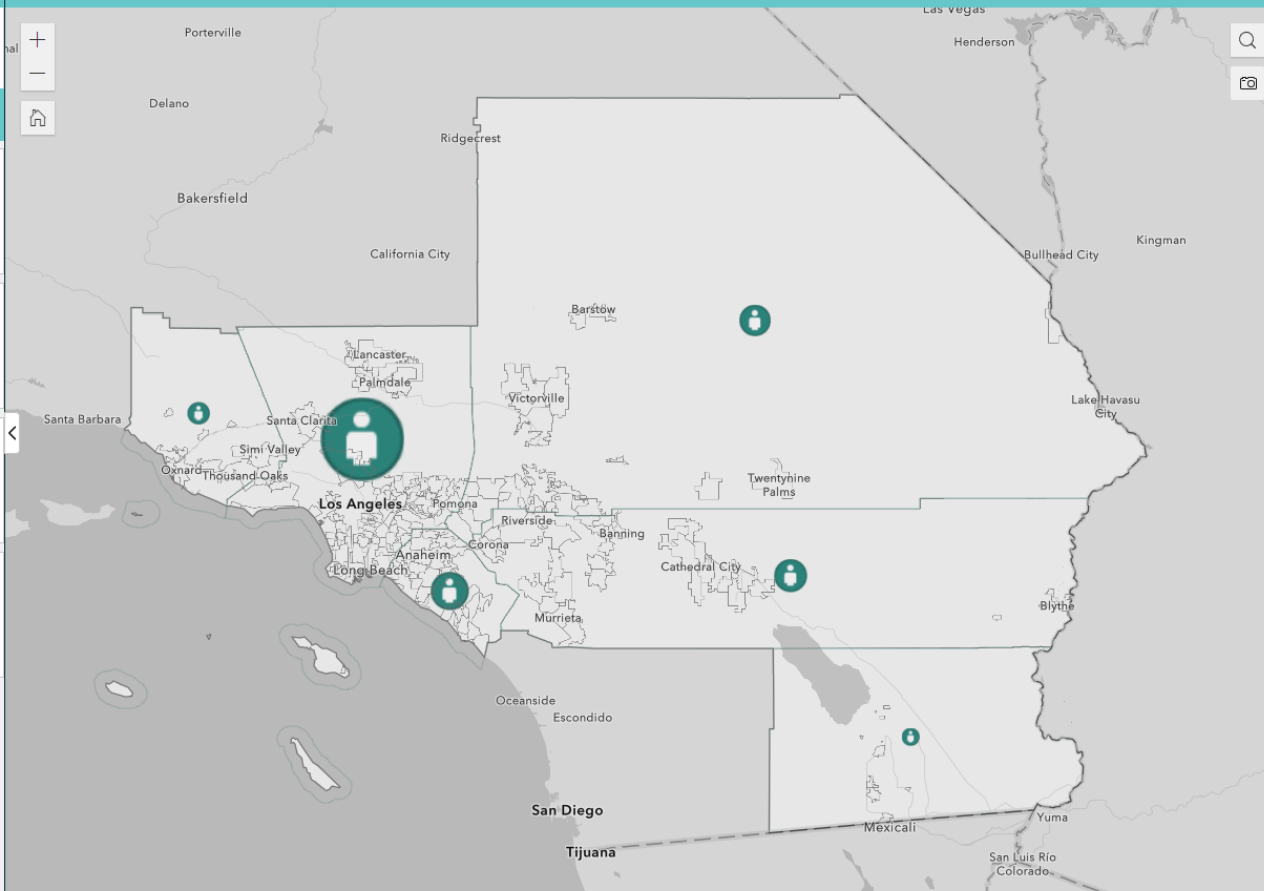 Las Vegas
Porterville
Henderson
nal
Delano
Ridgecrest
Bakersfield
Kingman
California City
Bullhead City
Barstow
Lancaster
Palmdale
Victorville
Lake Havasu
City
Santa Barbara
Santa Clarita
Simi Valley
Oxnard
Thousand Oaks
Twentynine
Palms
Los Angeles
Pomona
Riverside
Banning
Corona
Anaheim
Long Beach
Cathedral City
Blythe
Murrieta
Oceanside
Escondido
San Diego
Yuma
Mexicali
Tijuana
San Luis Río
Colorado